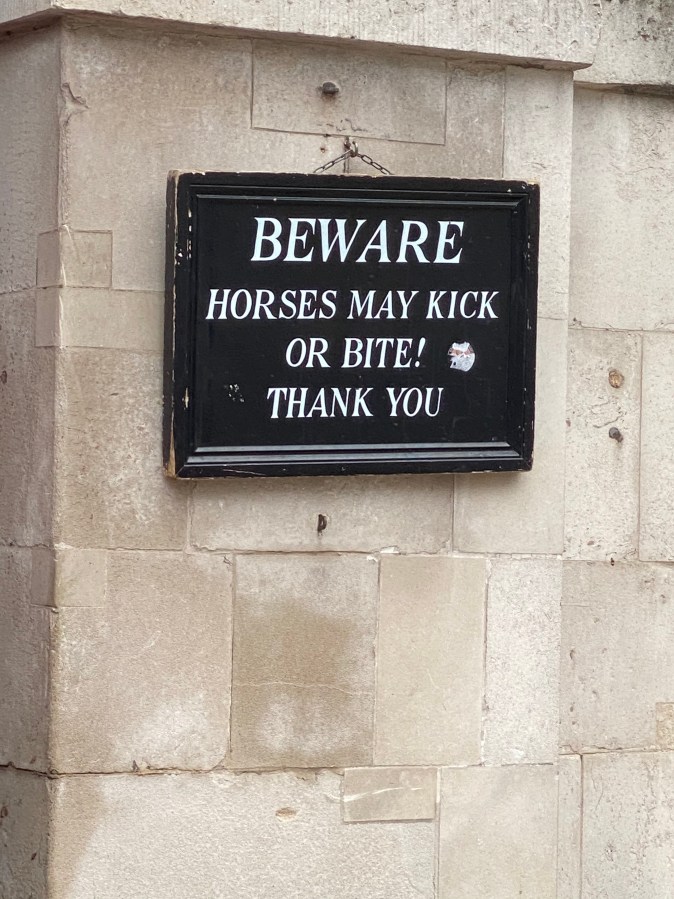 BEWARE
HORSES MAY KICK
OR BITE!
THANK YOU